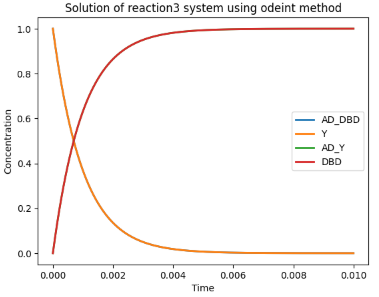 Solution of reaction3 system using odeint method
1.0
0.8
0.6
0.4
0.2
0.0
Concentration
AD_DBD
Y
AD_Y
DBD
0.000
0.002
0.004
0.006
0.008
0.010
Time